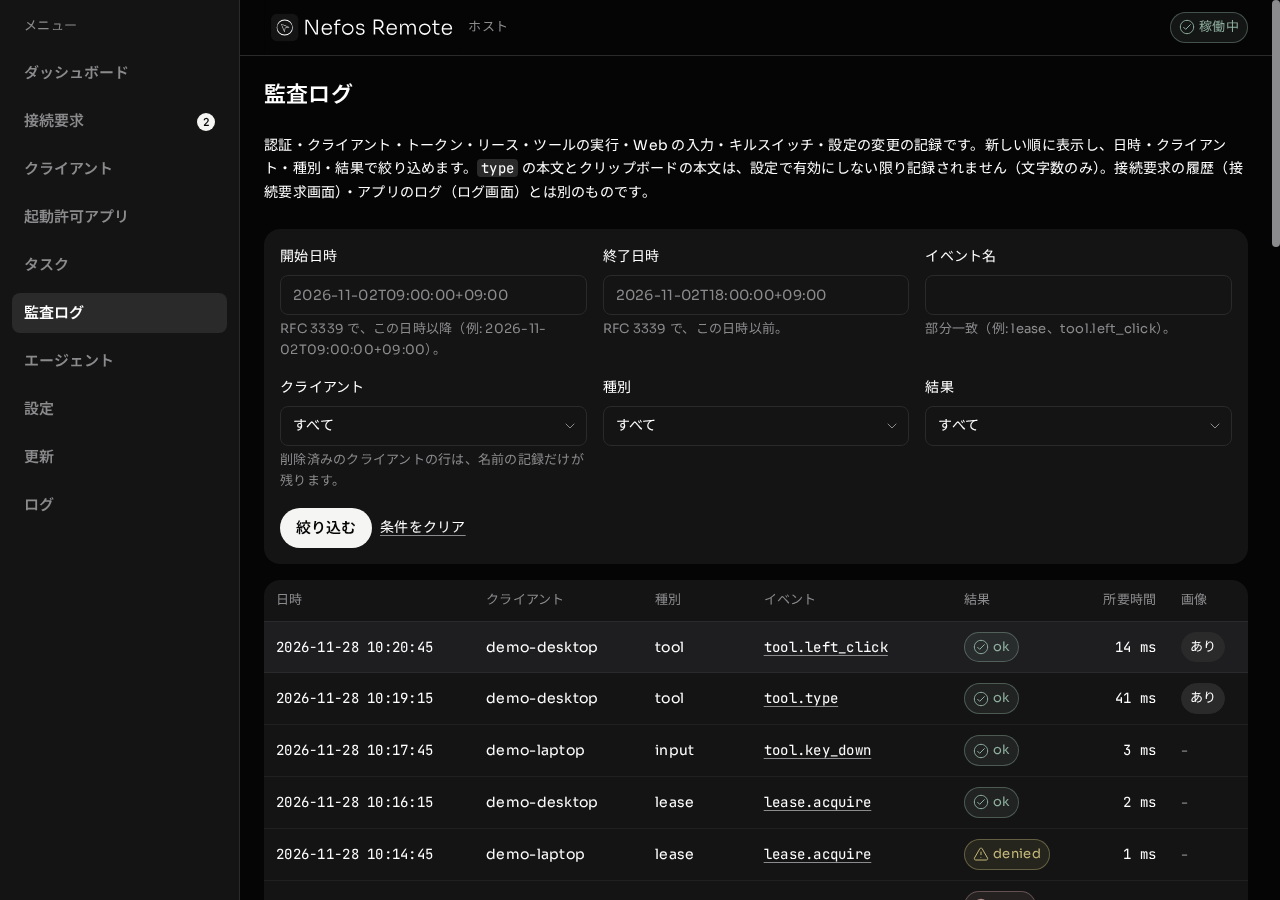 メニュー
ダッシュボード
接続要求 2
クライアント
起動許可アプリ
タスク
監査ログ
エージェント
設定
更新
ログ
Nefos Remote ホスト 稼働中
監査ログ
認証・クライアント・トークン・リース・ツールの実行・Web の入力・キルスイッチ・設定の変更の記録です。新しい順に表示し、日時・クライアン
ト・種別・結果で絞り込めます。 type の本文とクリップボードの本文は、設定で有効にしない限り記録されません（文字数のみ）。接続要求の履歴（接
続要求画面）・アプリのログ（ログ画面）とは別のものです。
開始日時 終了日時 イベント名
2026-11-02T09:00:00+09:00 2026-11-02T18:00:00+09:00
RFC 3339 で、この日時以降（例: 2026-11-
02T09:00:00+09:00）。
RFC 3339 で、この日時以前。
部分一致（例: lease、tool.left_click）。
クライアント 種別 結果
すべて すべて すべて
削除済みのクライアントの行は、名前の記録だけが
残ります。
絞り込む 条件をクリア
日時 クライアント 種別 イベント 結果 所要時間 画像
2026-11-28 10:20:45 demo-desktop tool tool.left_click ok 14 ms あり
2026-11-28 10:19:15 demo-desktop tool tool.type ok 41 ms あり
2026-11-28 10:17:45 demo-laptop input tool.key_down ok 3 ms -
2026-11-28 10:16:15 demo-desktop lease lease.acquire ok 2 ms -
2026-11-28 10:14:45 demo-laptop lease lease.acquire denied 1 ms -